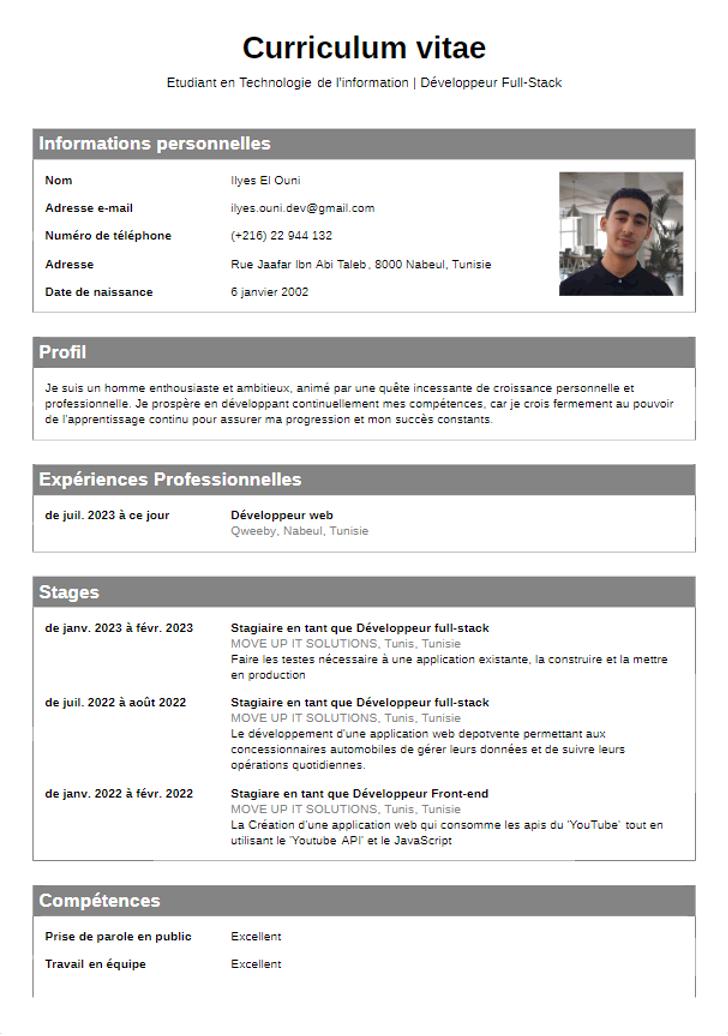 Curriculum vitae
Etudiant en Technologie de l'information | Développeur Full-Stack
Informations personnelles
Nom Ilyes El Ouni
Adresse e-mail ilyes.ouni.dev@gmail.com
Numéro de téléphone (+216) 22 944 132
Adresse Rue Jaafar Ibn Abi Taleb, 8000 Nabeul, Tunisie
Date de naissance 6 janvier 2002
Profil
Je suis un homme enthousiaste et ambitieux, animé par une quête incessante de croissance personnelle et
professionnelle. Je prospère en développant continuellement mes compétences, car je crois fermement au pouvoir
de l'apprentissage continu pour assurer ma progression et mon succès constants.
Expériences Professionnelles
de juil. 2023 à ce jour Développeur web
Qweeby, Nabeul, Tunisie
Stages
de janv. 2023 à févr. 2023 Stagiaire en tant que Développeur full-stack
MOVE UP IT SOLUTIONS, Tunis, Tunisie
Faire les testes nécessaire à une application existante, la construire et la mettre
en production
de juil. 2022 à août 2022 Stagiaire en tant que Développeur full-stack
MOVE UP IT SOLUTIONS, Tunis, Tunisie
Le développement d'une application web depotvente permettant aux
concessionnaires automobiles de gérer leurs données et de suivre leurs
opérations quotidiennes.
de janv. 2022 à févr. 2022 Stagiare en tant que Développeur Front-end
MOVE UP IT SOLUTIONS, Tunis, Tunisie
La Création d'une application web qui consomme les apis du 'YouTube' tout en
utilisant le 'Youtube API' et le JavaScript
Compétences
Prise de parole en public Excellent
Travail en équipe Excellent